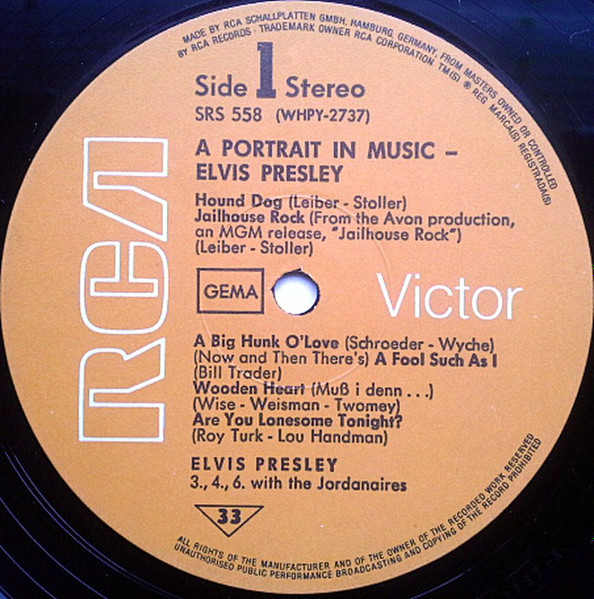 MADE BY RCA SCHALLPLATTEN GMBH, HAMBURG, GERMANY, FROM MASTERS OWNED OR CONTROLLED
BY RCA RECORDS · TRADEMARK OWNER RCA CORPORATION. TM(S) ® REG. MARCA(S) REGISTRADA(S)
Side 1 Stereo
SRS 558 (WHPY-2737)
A PORTRAIT IN MUSIC –
ELVIS PRESLEY
Hound Dog (Leiber - Stoller)
Jailhouse Rock (From the Avon production,
an MGM release, "Jailhouse Rock")
(Leiber - Stoller)
RCA
GEMA
Victor
A Big Hunk O'Love (Schroeder - Wyche)
(Now and Then There's) A Fool Such As I
(Bill Trader)
Wooden Heart (Muß i denn . . .)
(Wise - Weisman - Twomey)
Are You Lonesome Tonight?
(Roy Turk - Lou Handman)
ELVIS PRESLEY
3., 4., 6. with the Jordanaires
33
ALL RIGHTS OF THE MANUFACTURER AND OF THE OWNER OF THE RECORDED WORK RESERVED
UNAUTHORISED PUBLIC PERFORMANCE BROADCASTING AND COPYING OF THE RECORD PROHIBITED